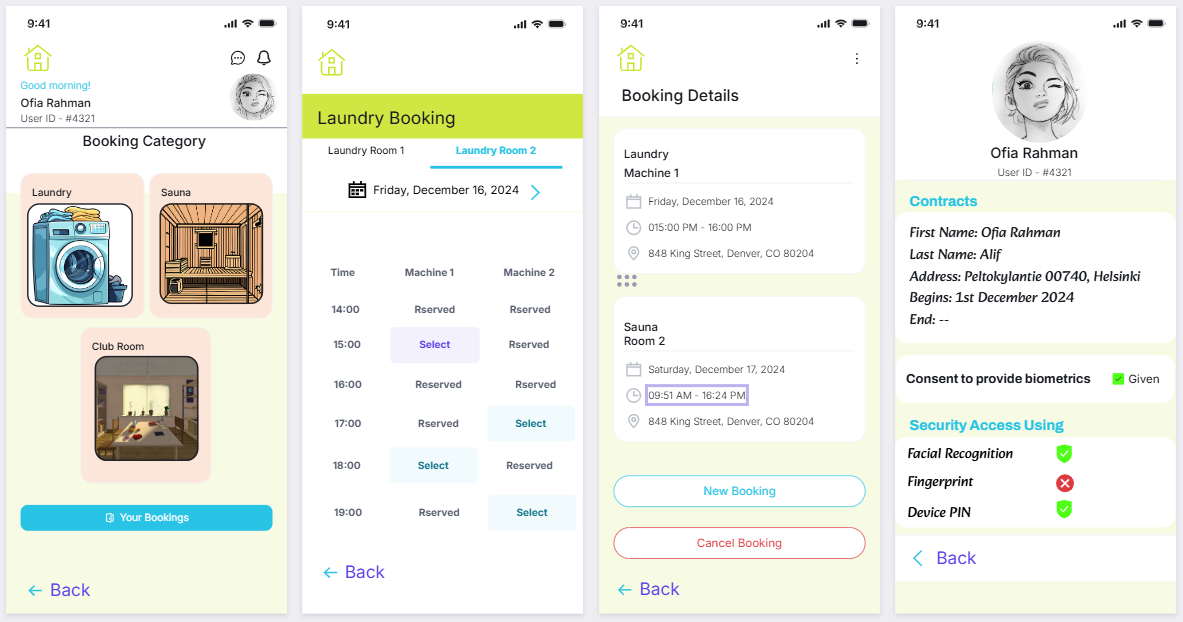 9:41
Good morning!
Ofia Rahman
User ID - #4321
Booking Category
Laundry
Sauna
Club Room
Your Bookings
Back
9:41
Laundry Booking
Laundry Room 1 Laundry Room 2
Friday, December 16, 2024
Time Machine 1 Machine 2
14:00 Rserved Rserved
15:00 Select Rserved
16:00 Reserved Rserved
17:00 Rserved Select
18:00 Select Reserved
19:00 Rserved Select
Back
9:41
Booking Details
Laundry
Machine 1
Friday, December 16, 2024
015:00 PM - 16:00 PM
848 King Street, Denver, CO 80204
Sauna
Room 2
Saturday, December 17, 2024
09:51 AM - 16:24 PM
848 King Street, Denver, CO 80204
New Booking
Cancel Booking
Back
9:41
Ofia Rahman
User ID - #4321
Contracts
First Name: Ofia Rahman
Last Name: Alif
Address: Peltokylantie 00740, Helsinki
Begins: 1st December 2024
End: --
Consent to provide biometrics Given
Security Access Using
Facial Recognition
Fingerprint
Device PIN
Back